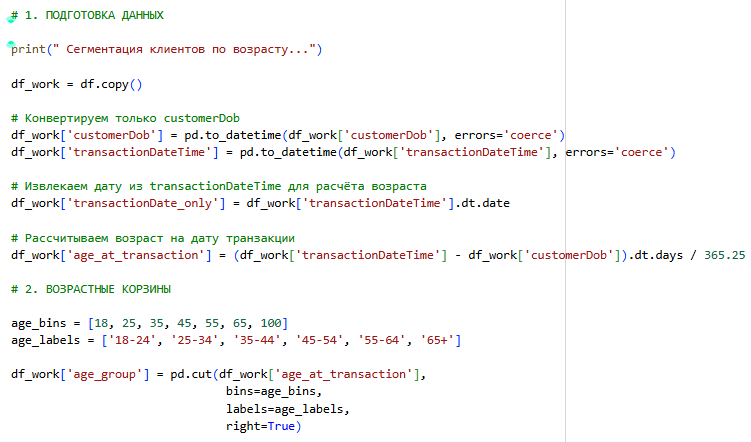 # 1. ПОДГОТОВКА ДАННЫХ
print(" Сегментация клиентов по возрасту...")
df_work = df.copy()
# Конвертируем только customerDob
df_work['customerDob'] = pd.to_datetime(df_work['customerDob'], errors='coerce')
df_work['transactionDateTime'] = pd.to_datetime(df_work['transactionDateTime'], errors='coerce')
# Извлекаем дату из transactionDateTime для расчёта возраста
df_work['transactionDate_only'] = df_work['transactionDateTime'].dt.date
# Рассчитываем возраст на дату транзакции
df_work['age_at_transaction'] = (df_work['transactionDateTime'] - df_work['customerDob']).dt.days / 365.25
# 2. ВОЗРАСТНЫЕ КОРЗИНЫ
age_bins = [18, 25, 35, 45, 55, 65, 100]
age_labels = ['18-24', '25-34', '35-44', '45-54', '55-64', '65+']
df_work['age_group'] = pd.cut(df_work['age_at_transaction'],
bins=age_bins,
labels=age_labels,
right=True)